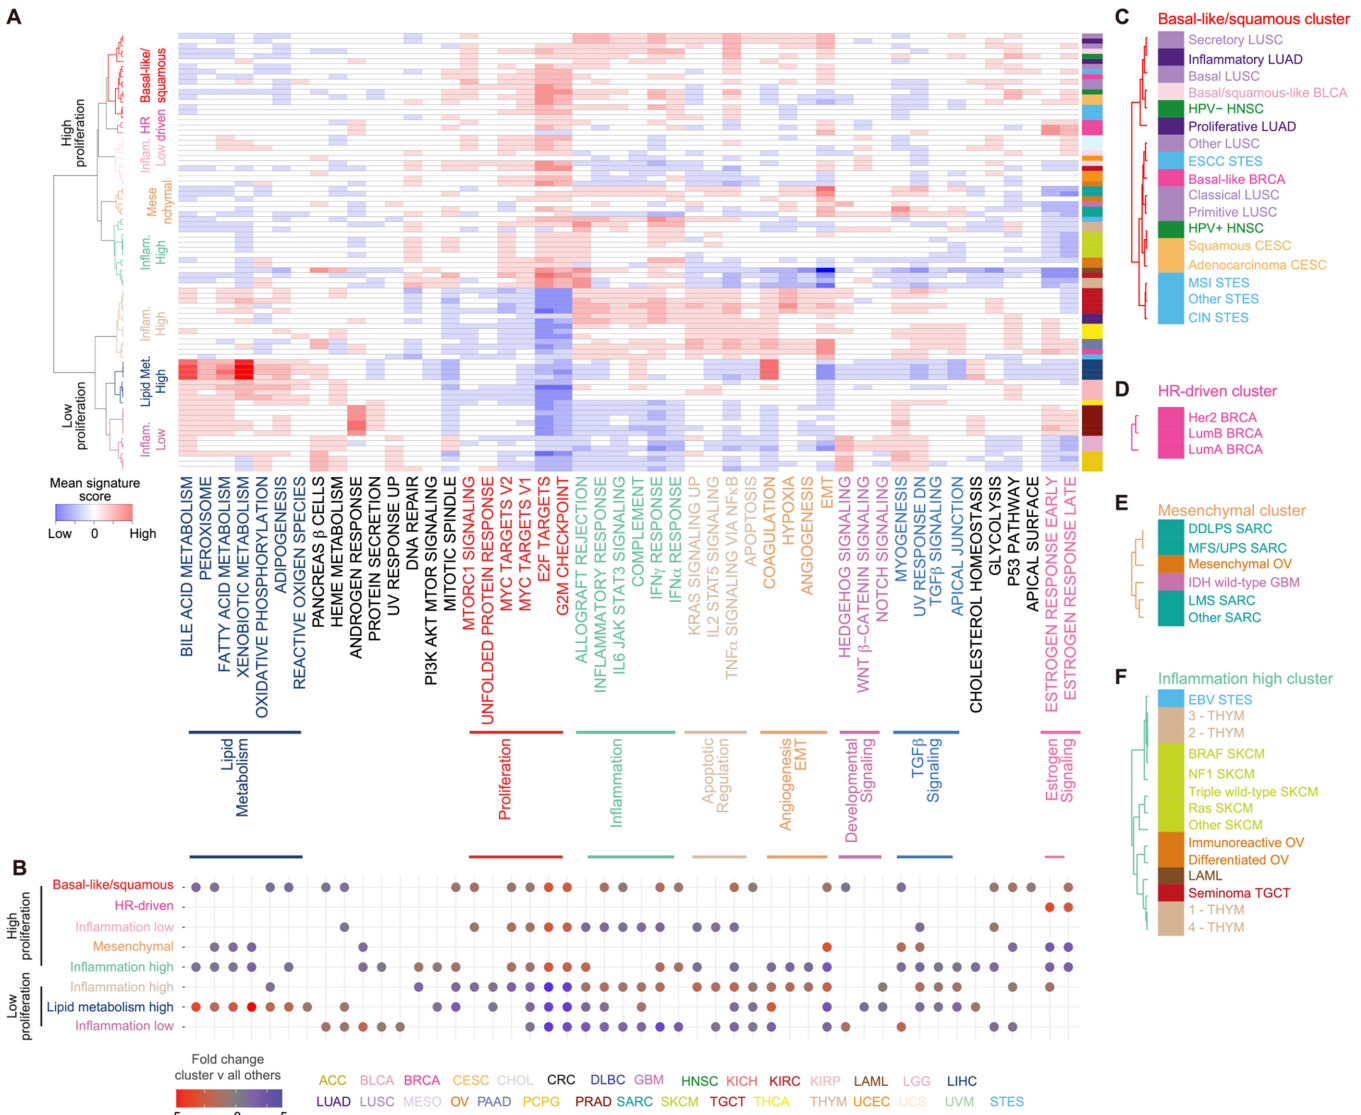 A
High
proliferation
Low
proliferation
Basal-like/
squamous
HR
driven
Inflam.
Low
Mese
nchymal
Inflam.
High
Inflam.
High
Lipid Met.
High
Inflam.
Low
Mean signature
score
Low 0 High
BILE ACID METABOLISM
PEROXISOME
FATTY ACID METABOLISM
XENOBIOTIC METABOLISM
OXIDATIVE PHOSPHORYLATION
ADIPOGENESIS
REACTIVE OXIGEN SPECIES
PANCREAS β CELLS
HEME METABOLISM
ANDROGEN RESPONSE
PROTEIN SECRETION
UV RESPONSE UP
DNA REPAIR
PI3K AKT MTOR SIGNALING
MITOTIC SPINDLE
MTORC1 SIGNALING
UNFOLDED PROTEIN RESPONSE
MYC TARGETS V2
MYC TARGETS V1
E2F TARGETS
G2M CHECKPOINT
ALLOGRAFT REJECTION
INFLAMMATORY RESPONSE
IL6 JAK STAT3 SIGNALING
COMPLEMENT
IFNγ RESPONSE
IFNα RESPONSE
KRAS SIGNALING UP
IL2 STAT5 SIGNALING
TNFα SIGNALING VIA NFκB
APOPTOSIS
COAGULATION
HYPOXIA
ANGIOGENESIS
EMT
HEDGEHOG SIGNALING
WNT β−CATENIN SIGNALING
NOTCH SIGNALING
MYOGENESIS
UV RESPONSE DN
TGFβ SIGNALING
APICAL JUNCTION
CHOLESTEROL HOMEOSTASIS
GLYCOLYSIS
P53 PATHWAY
APICAL SURFACE
ESTROGEN RESPONSE EARLY
ESTROGEN RESPONSE LATE
Lipid
Metabolism
Proliferation
Inflammation
Apoptotic
Regulation
Angiogenesis
EMT
Developmental
Signaling
TGFβ
Signaling
Estrogen
Signaling
B
High
proliferation
Low
proliferation
Basal-like/squamous
HR-driven
Inflammation low
Mesenchymal
Inflammation high
Inflammation high
Lipid metabolism high
Inflammation low
Fold change
cluster v all others
5 0 -5
ACC BLCA BRCA CESC CHOL CRC DLBC GBM HNSC KICH KIRC KIRP LAML LGG LIHC
LUAD LUSC MESO OV PAAD PCPG PRAD SARC SKCM TGCT THCA THYM UCEC UCS UVM STES
C
Basal-like/squamous cluster
Secretory LUSC
Inflammatory LUAD
Basal LUSC
Basal/squamous-like BLCA
HPV− HNSC
Proliferative LUAD
Other LUSC
ESCC STES
Basal-like BRCA
Classical LUSC
Primitive LUSC
HPV+ HNSC
Squamous CESC
Adenocarcinoma CESC
MSI STES
Other STES
CIN STES
D
HR-driven cluster
Her2 BRCA
LumB BRCA
LumA BRCA
E
Mesenchymal cluster
DDLPS SARC
MFS/UPS SARC
Mesenchymal OV
IDH wild-type GBM
LMS SARC
Other SARC
F
Inflammation high cluster
EBV STES
3 - THYM
2 - THYM
BRAF SKCM
NF1 SKCM
Triple wild-type SKCM
Ras SKCM
Other SKCM
Immunoreactive OV
Differentiated OV
LAML
Seminoma TGCT
1 - THYM
4 - THYM